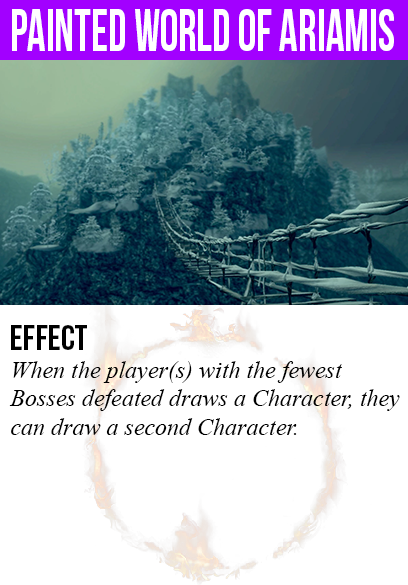 PAINTED WORLD OF ARIAMIS
EFFECT
When the player(s) with the fewest
Bosses defeated draws a Character, they
can draw a second Character.